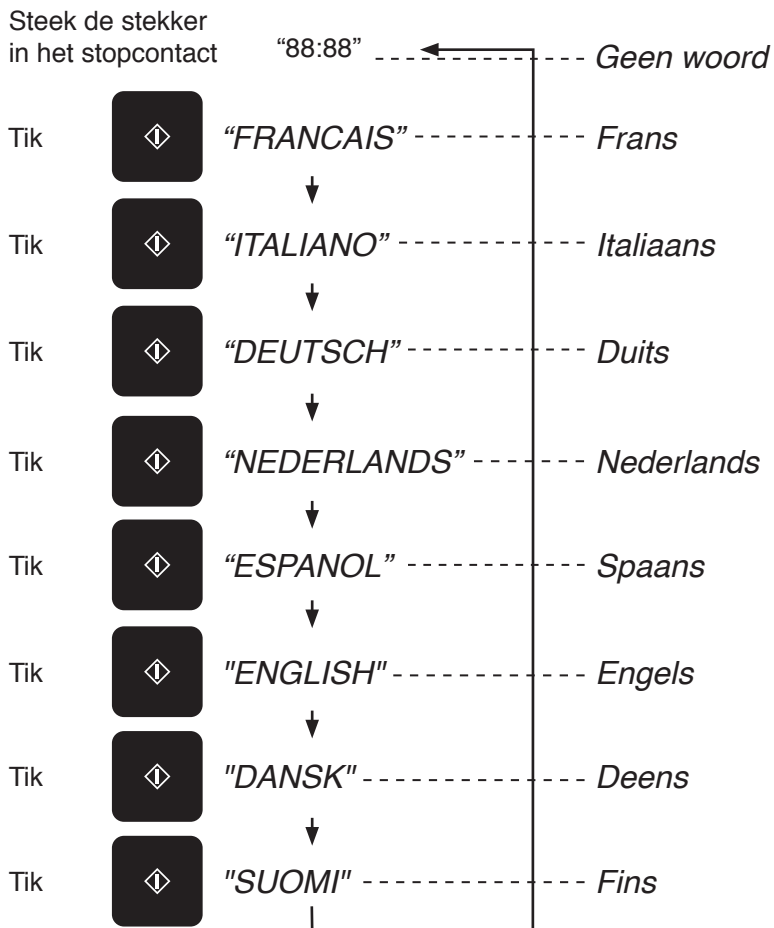 Steek de stekker
in het stopcontact “88:88” Geen woord
Tik “FRANCAIS” Frans
Tik “ITALIANO” Italiaans
Tik “DEUTSCH” Duits
Tik “NEDERLANDS” Nederlands
Tik “ESPANOL” Spaans
Tik "ENGLISH" Engels
Tik "DANSK" Deens
Tik "SUOMI" Fins